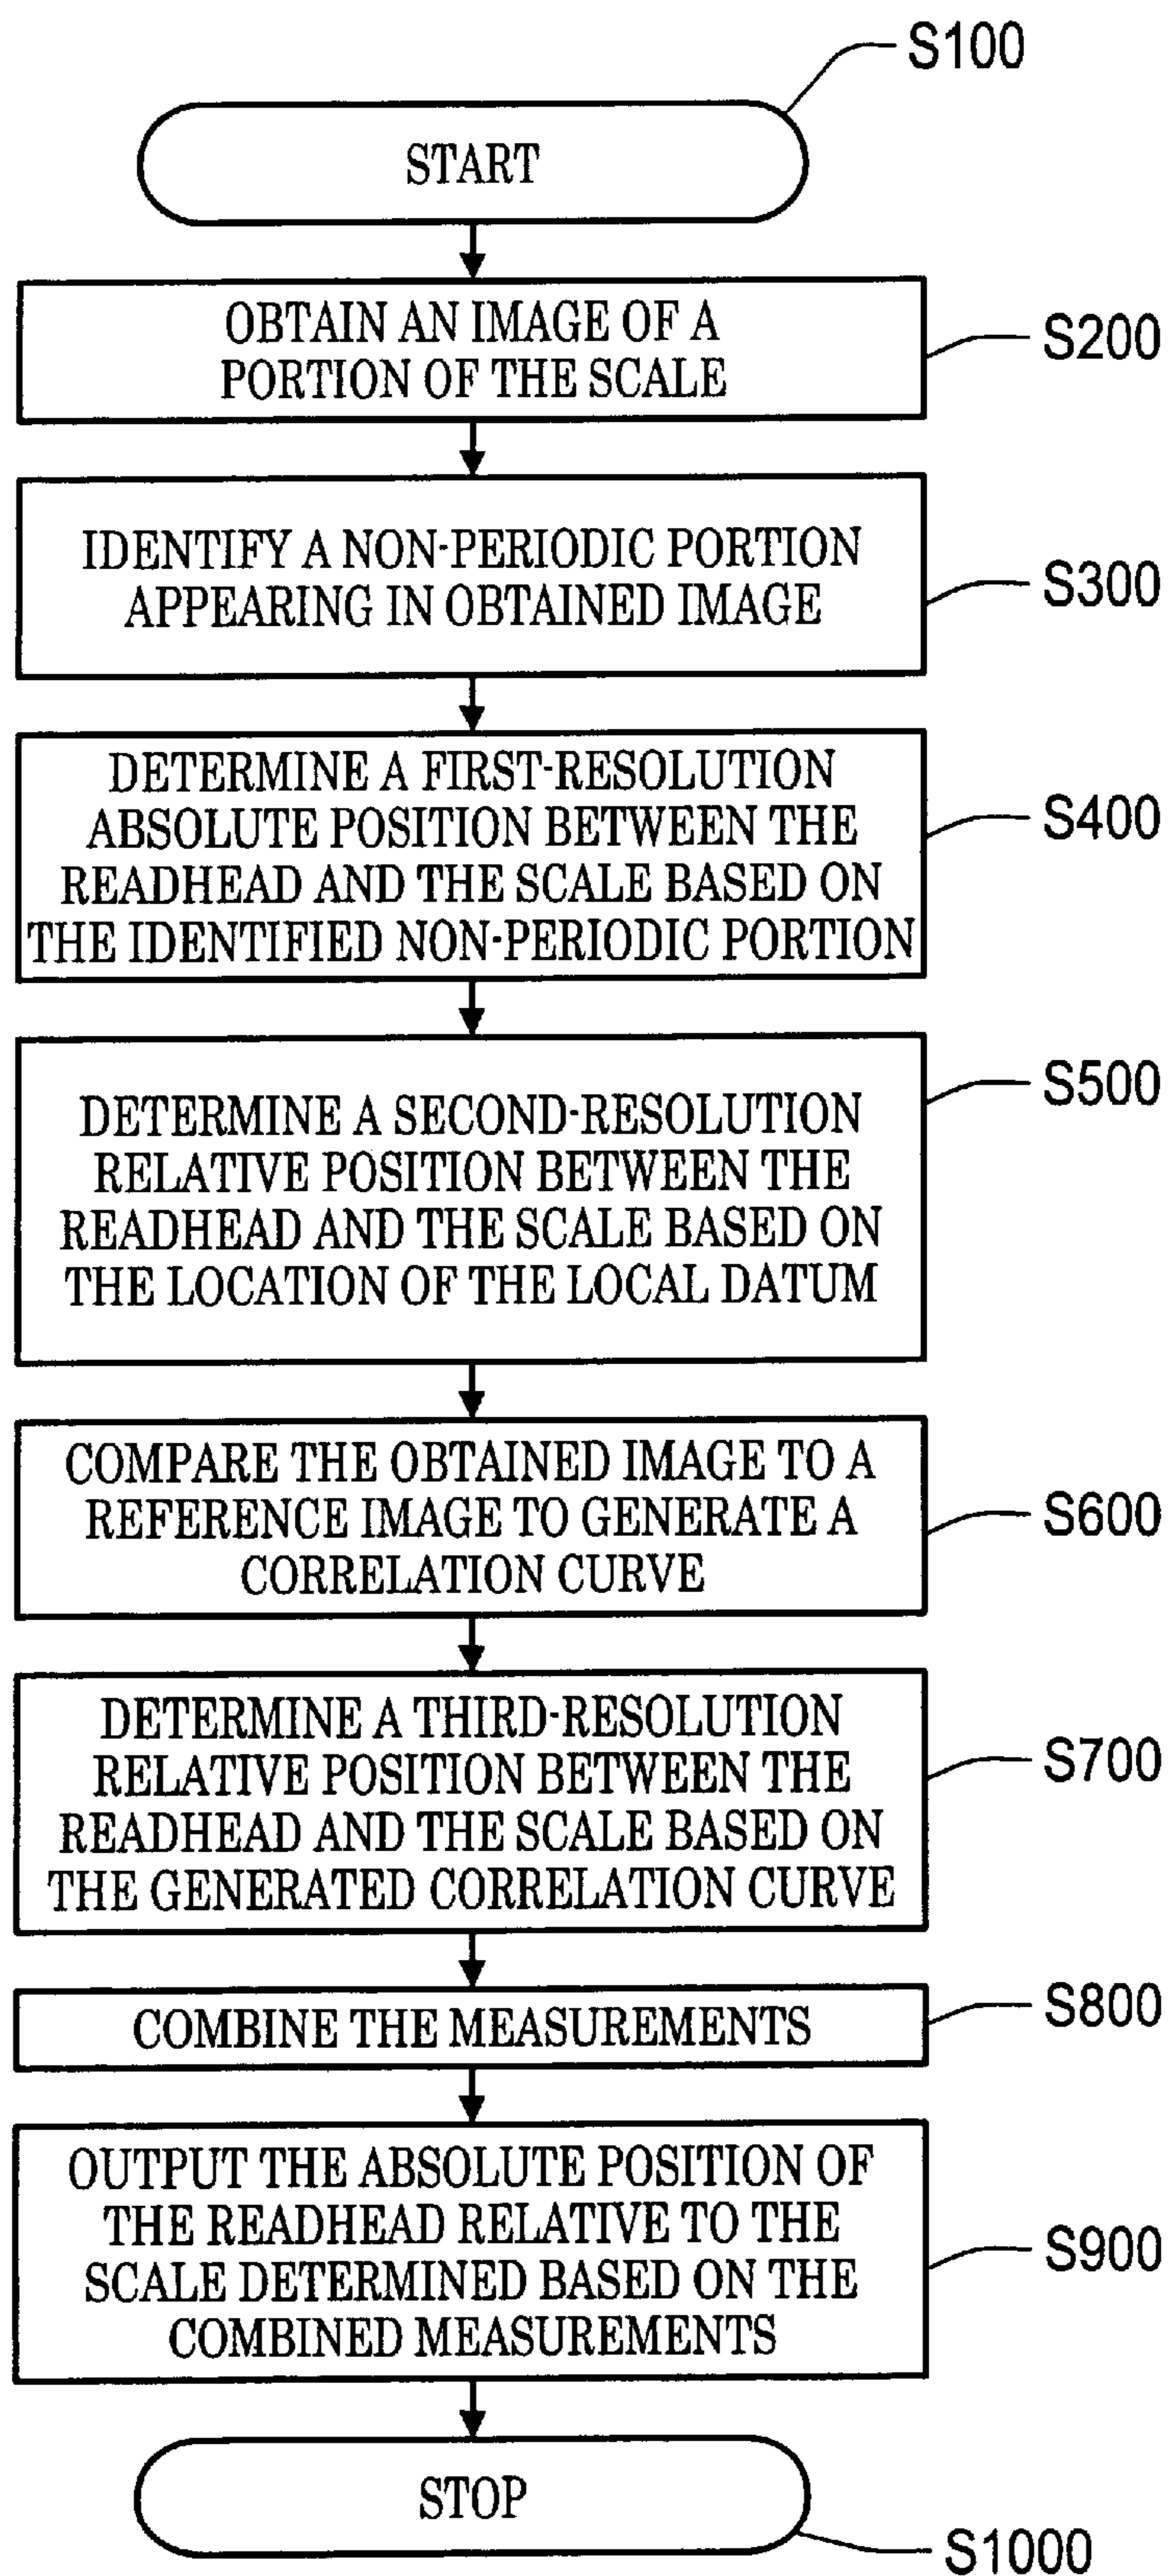 S100
START
OBTAIN AN IMAGE OF A
PORTION OF THE SCALE
S200
IDENTIFY A NON-PERIODIC PORTION
APPEARING IN OBTAINED IMAGE
S300
DETERMINE A FIRST-RESOLUTION
ABSOLUTE POSITION BETWEEN THE
READHEAD AND THE SCALE BASED ON
THE IDENTIFIED NON-PERIODIC PORTION
S400
DETERMINE A SECOND-RESOLUTION
RELATIVE POSITION BETWEEN THE
READHEAD AND THE SCALE BASED ON
THE LOCATION OF THE LOCAL DATUM
S500
COMPARE THE OBTAINED IMAGE TO A
REFERENCE IMAGE TO GENERATE A
CORRELATION CURVE
S600
DETERMINE A THIRD-RESOLUTION
RELATIVE POSITION BETWEEN THE
READHEAD AND THE SCALE BASED ON
THE GENERATED CORRELATION CURVE
S700
COMBINE THE MEASUREMENTS
S800
OUTPUT THE ABSOLUTE POSITION OF
THE READHEAD RELATIVE TO THE
SCALE DETERMINED BASED ON THE
COMBINED MEASUREMENTS
S900
STOP
S1000